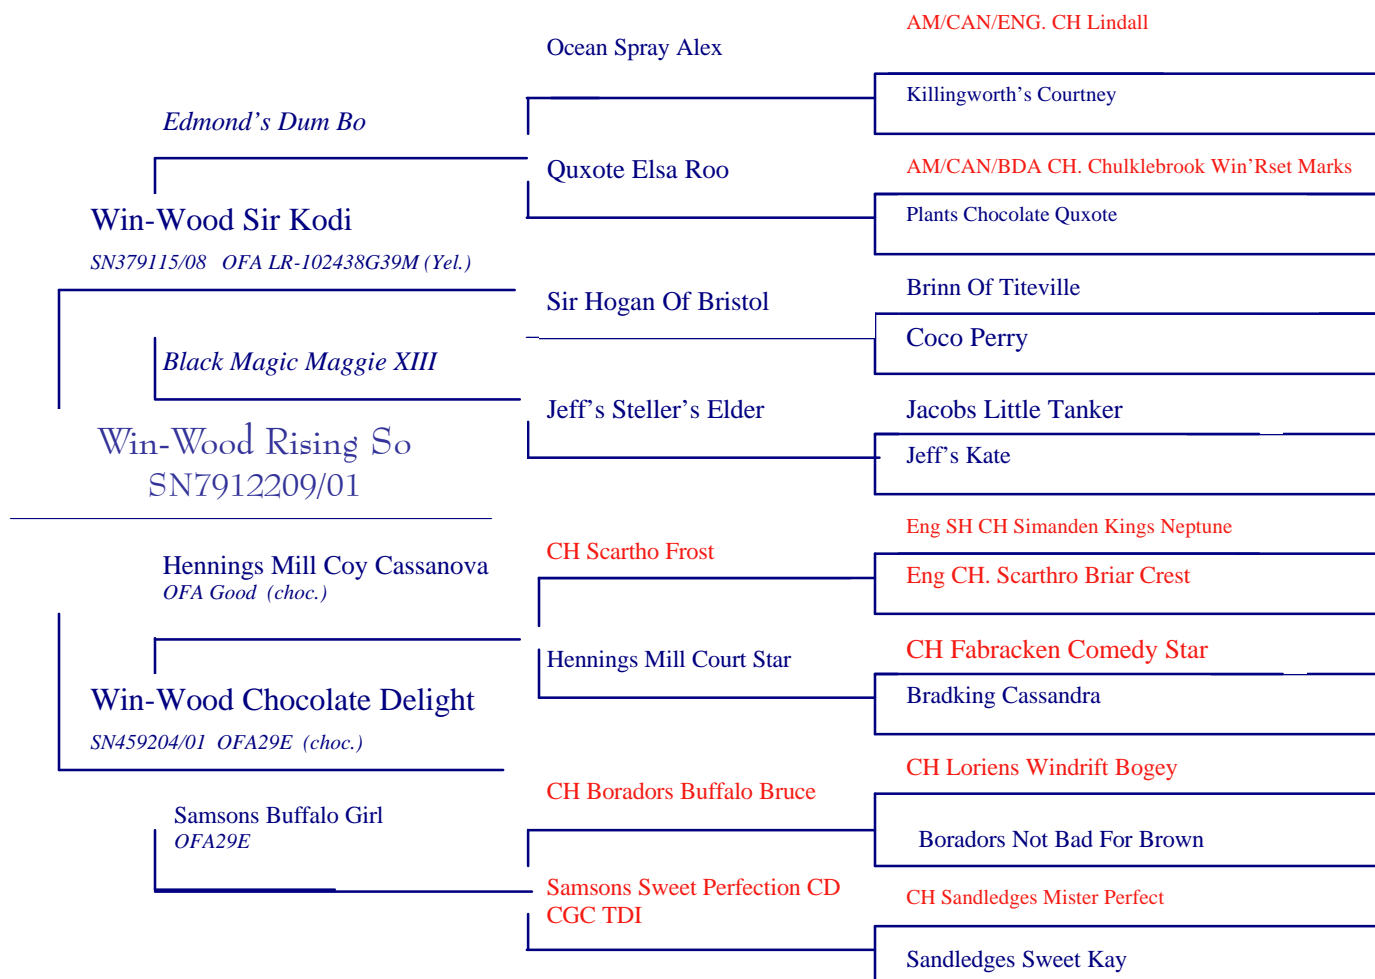 AM/CAN/ENG. CH Lindall
Ocean Spray Alex
Killingworth's Courtney
Edmond's Dum Bo
Quxote Elsa Roo
AM/CAN/BDA CH. Chulklebrook Win'Rset Marks
Win-Wood Sir Kodi
Plants Chocolate Quxote
SN379115/08 OFA LR-102438G39M (Yel.)
Sir Hogan Of Bristol
Brinn Of Titeville
Coco Perry
Black Magic Maggie XIII
Jeff's Steller's Elder
Jacobs Little Tanker
Jeff's Kate
Win-Wood Rising So
SN7912209/01
Eng SH CH Simanden Kings Neptune
CH Scartho Frost
Hennings Mill Coy Cassanova
OFA Good (choc.)
Eng CH. Scarthro Briar Crest
Hennings Mill Court Star
CH Fabracken Comedy Star
Win-Wood Chocolate Delight
Bradking Cassandra
SN459204/01 OFA29E (choc.)
CH Loriens Windrift Bogey
CH Boradors Buffalo Bruce
Samsons Buffalo Girl
OFA29E
Boradors Not Bad For Brown
Samsons Sweet Perfection CD
CGC TDI
CH Sandledges Mister Perfect
Sandledges Sweet Kay